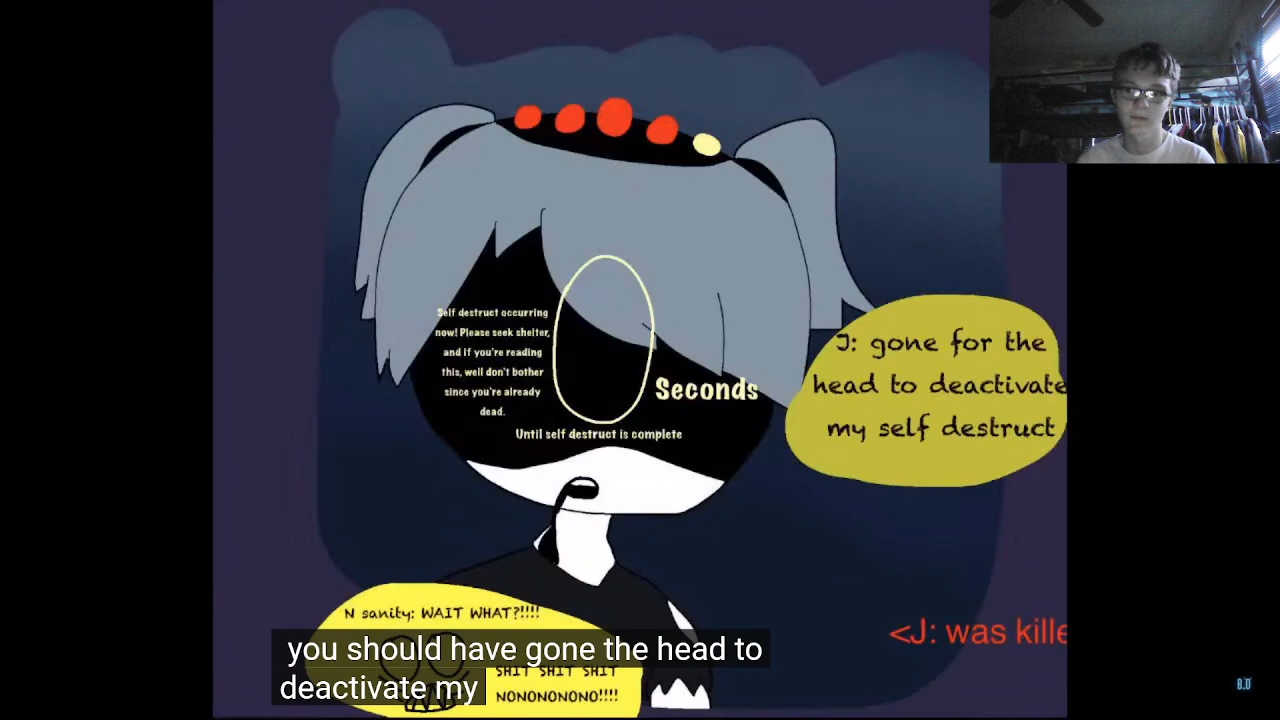 Self destruct occurring
now! Please seek shelter,
and if you're reading
this, well don't bother
since you're already
dead.
Seconds
Until self destruct is complete
J: gone for the
head to deactivate
my self destruct
N sanity: WAIT WHAT?!!!!
<J: was kille
you should have gone the head to
deactivate my
SHIT SHIT SHIT
NONONONONO!!!!
B.D